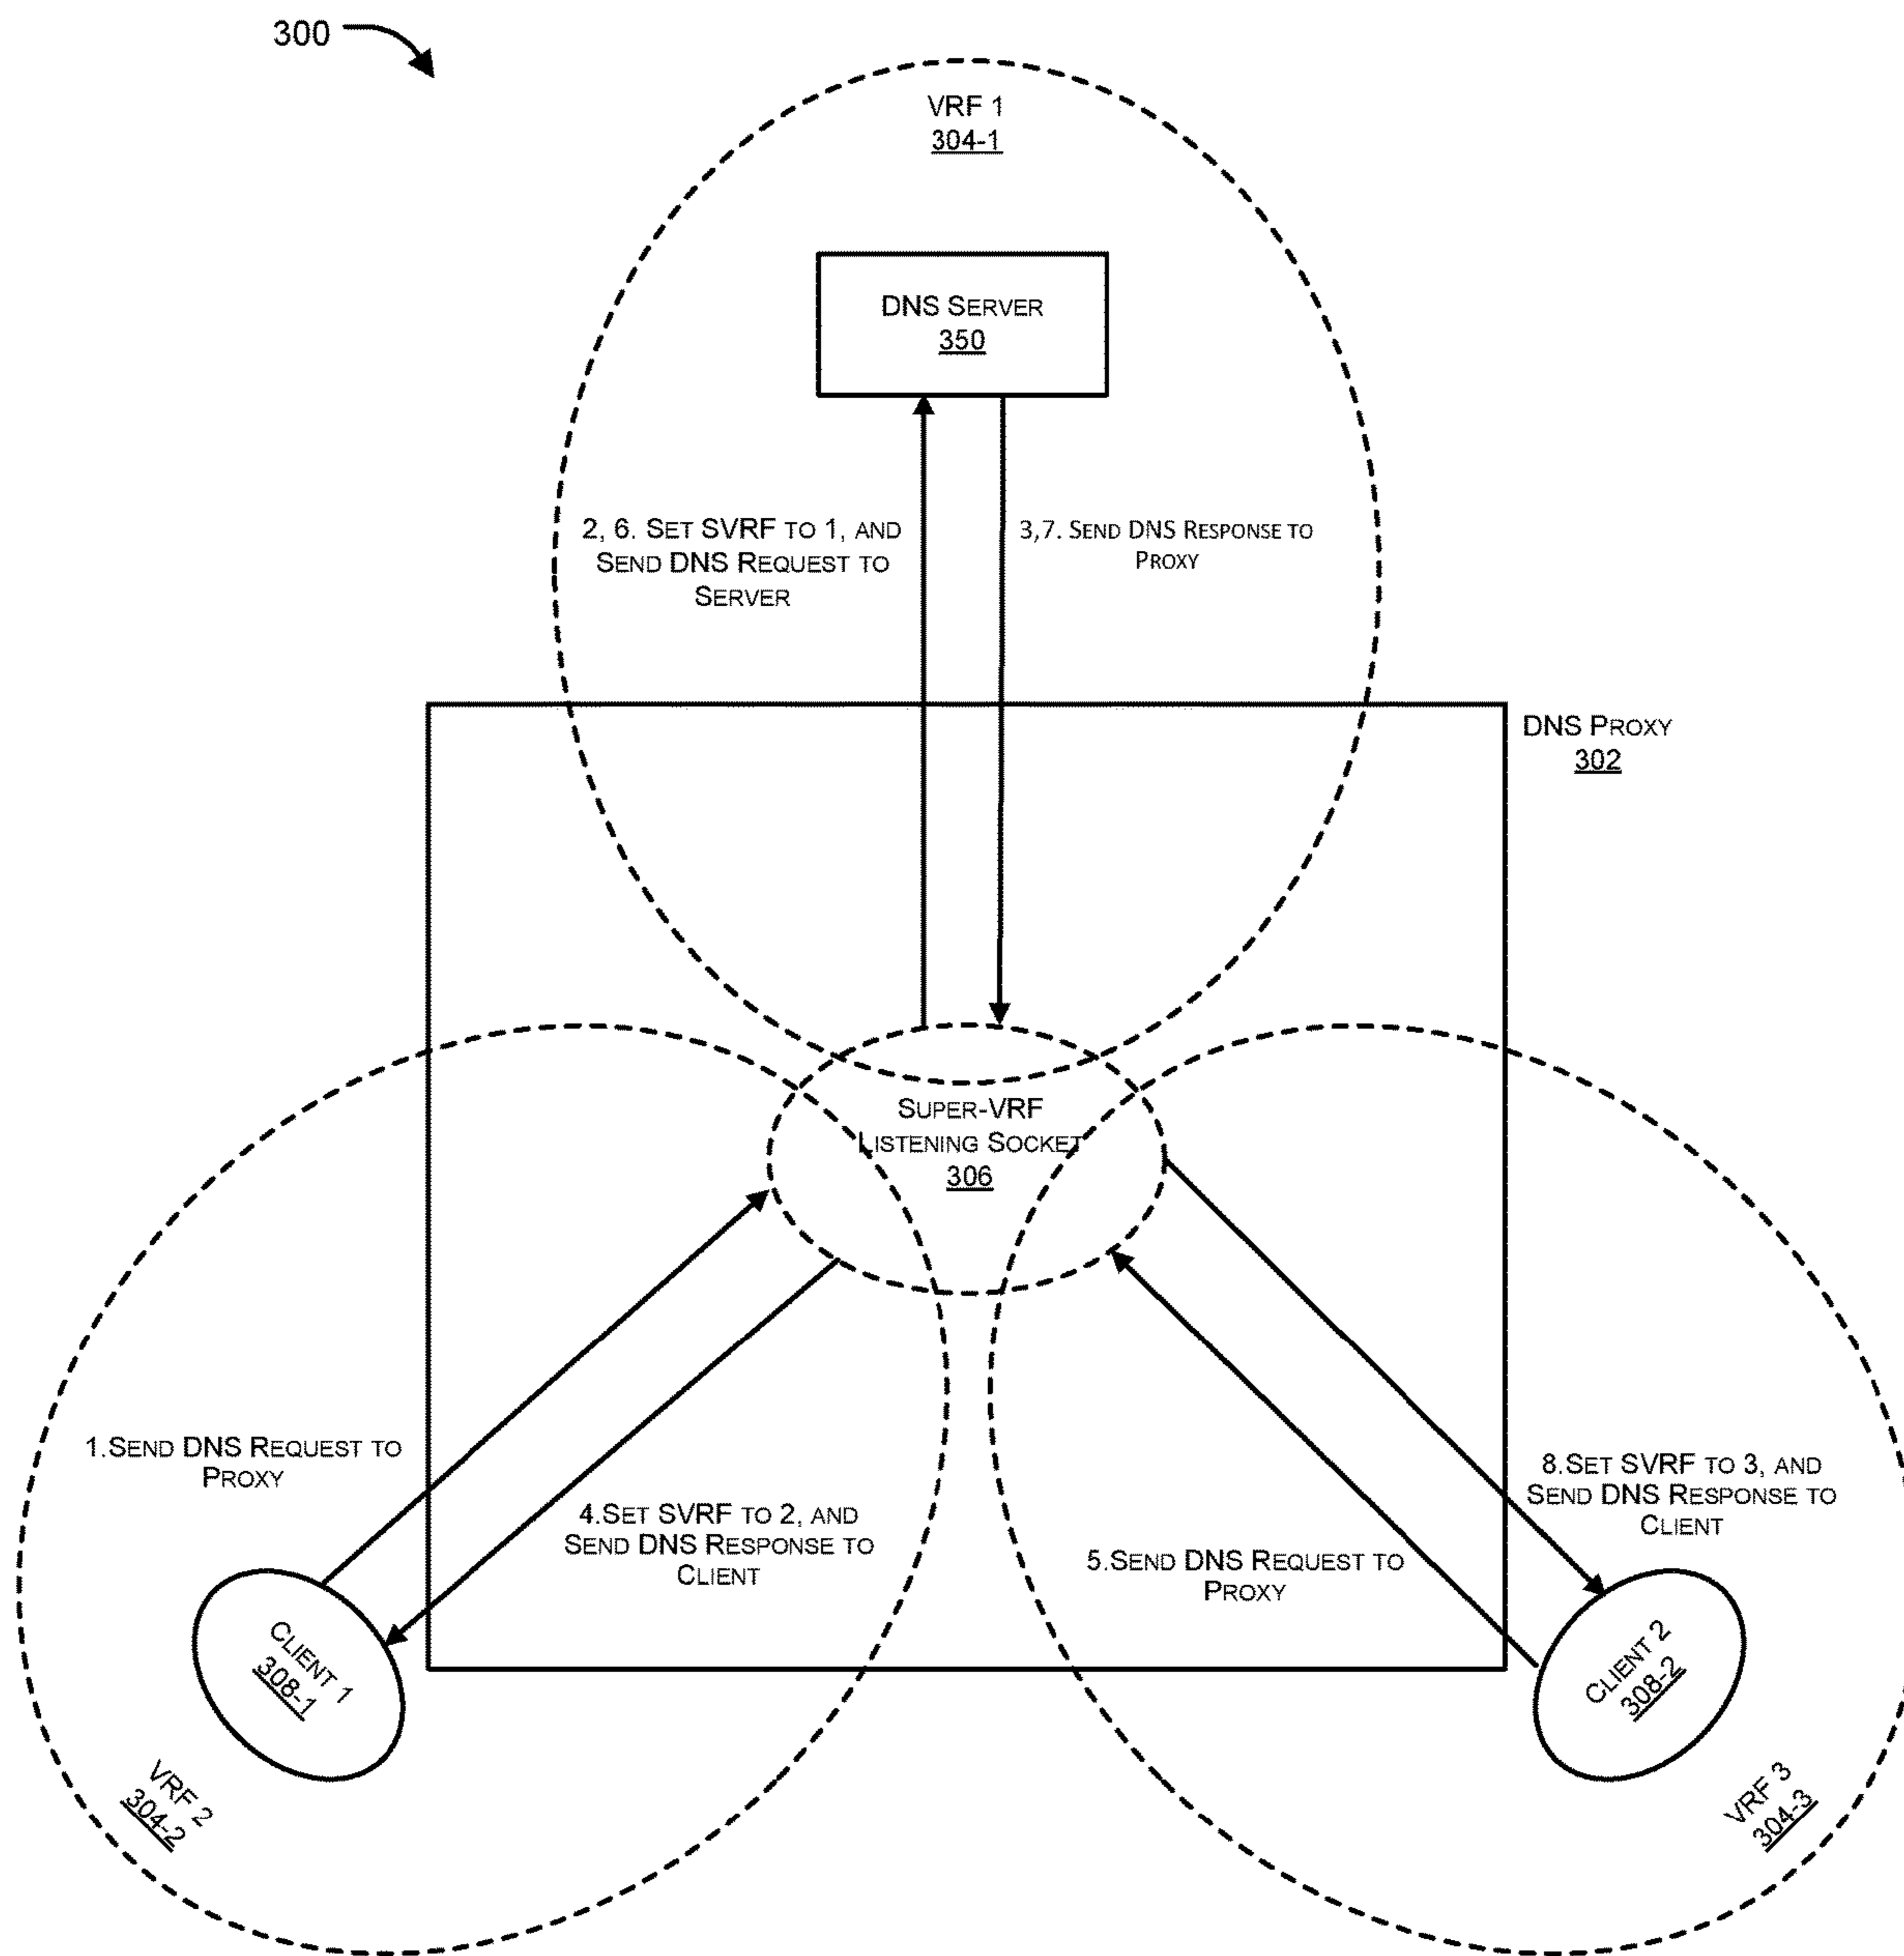 300
VRF 1
304-1
DNS SERVER
350
2, 6. SET SVRF TO 1, AND
SEND DNS REQUEST TO
SERVER
3,7. SEND DNS RESPONSE TO
PROXY
DNS PROXY
302
SUPER-VRF
LISTENING SOCKET
306
1.SEND DNS REQUEST TO
PROXY
4.SET SVRF TO 2, AND
SEND DNS RESPONSE TO
CLIENT
5.SEND DNS REQUEST TO
PROXY
8.SET SVRF TO 3, AND
SEND DNS RESPONSE TO
CLIENT
CLIENT 1
308-1
CLIENT 2
308-2
VRF 2
304-2
VRF 3
304-3